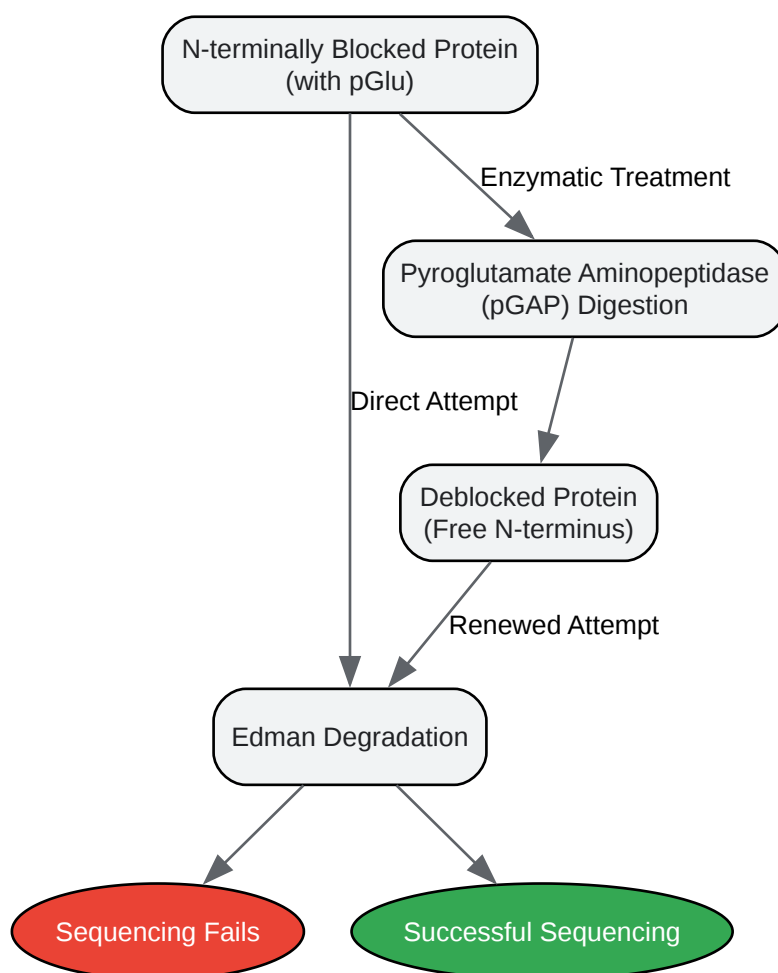 N-terminally Blocked Protein
(with pGlu)
Enzymatic Treatment
Pyroglutamate Aminopeptidase
(pGAP) Digestion
Direct Attempt
Deblocked Protein
(Free N-terminus)
Renewed Attempt
Edman Degradation
Sequencing Fails
Successful Sequencing